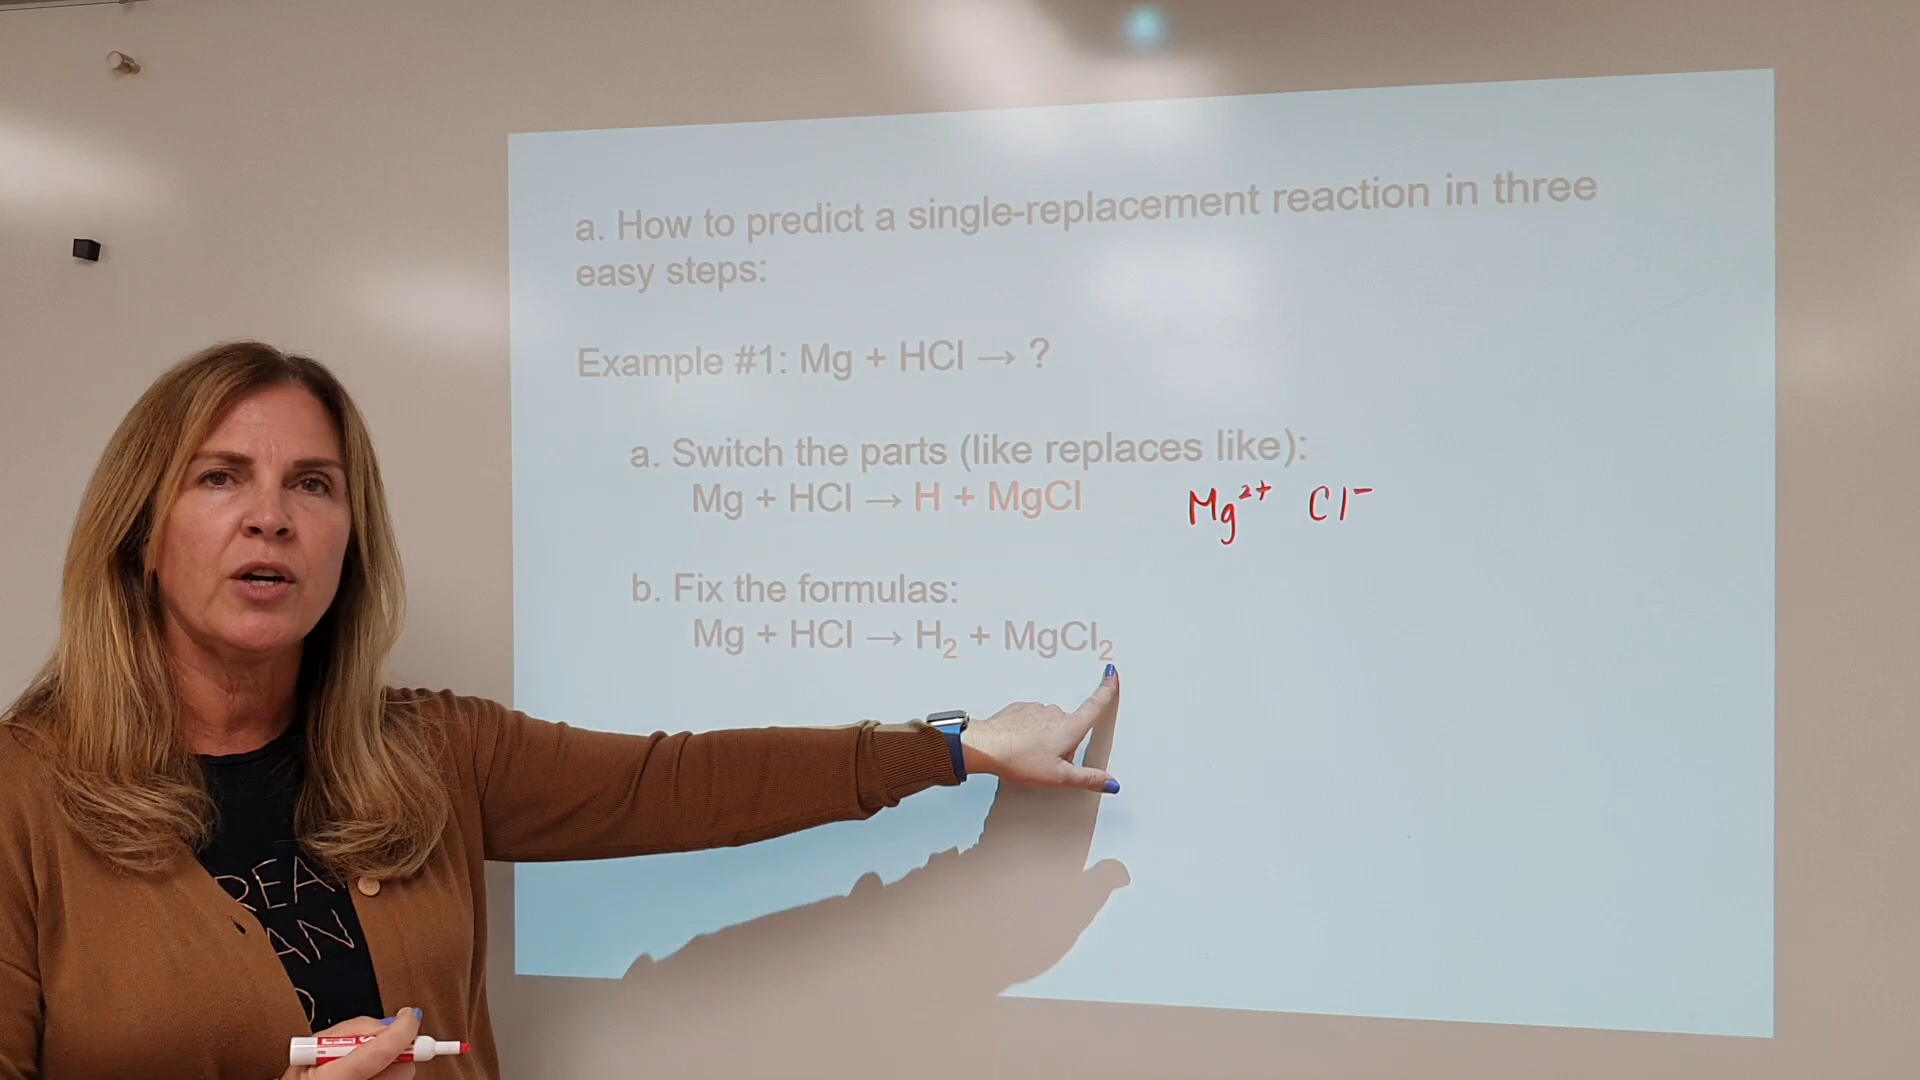 a. How to predict a single-replacement reaction in three
easy steps:
Example #1: Mg + HCl → ?
a. Switch the parts (like replaces like):
Mg + HCl → H + MgCl
Mg²⁺ Cl⁻
b. Fix the formulas:
Mg + HCl → H₂ + MgCl₂